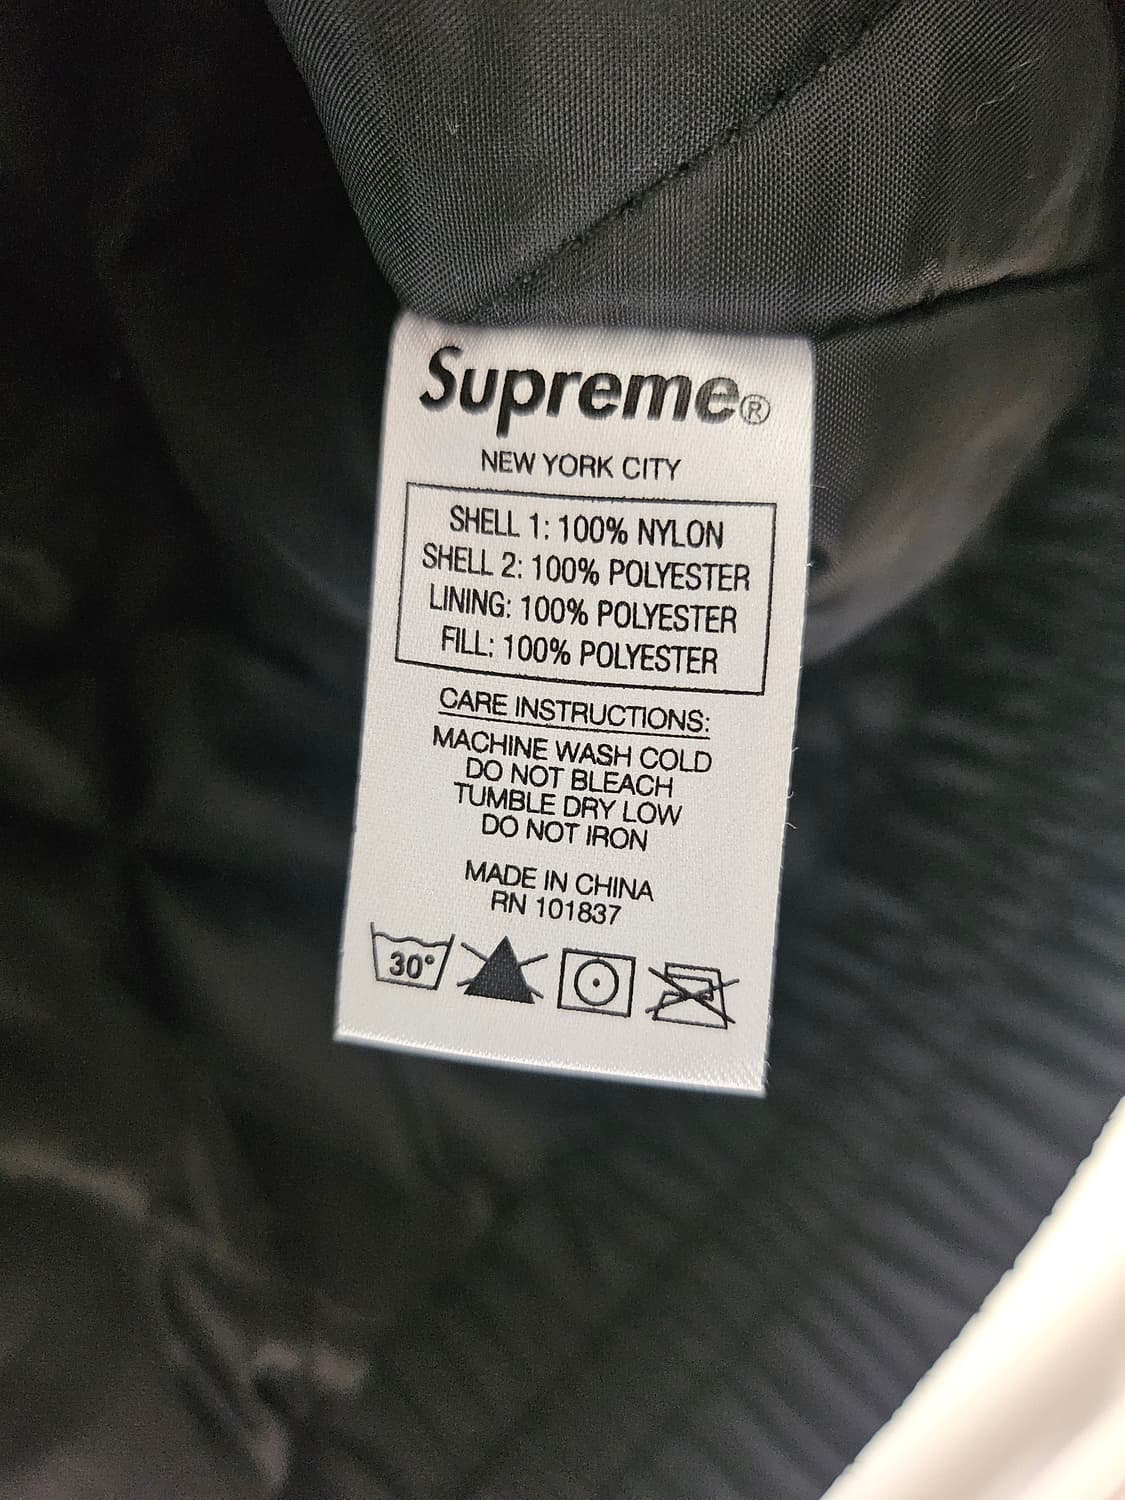 Supreme®
NEW YORK CITY
SHELL 1: 100% NYLON
SHELL 2: 100% POLYESTER
LINING: 100% POLYESTER
FILL: 100% POLYESTER
CARE INSTRUCTIONS:
MACHINE WASH COLD
DO NOT BLEACH
TUMBLE DRY LOW
DO NOT IRON
MADE IN CHINA
RN 101837
30°